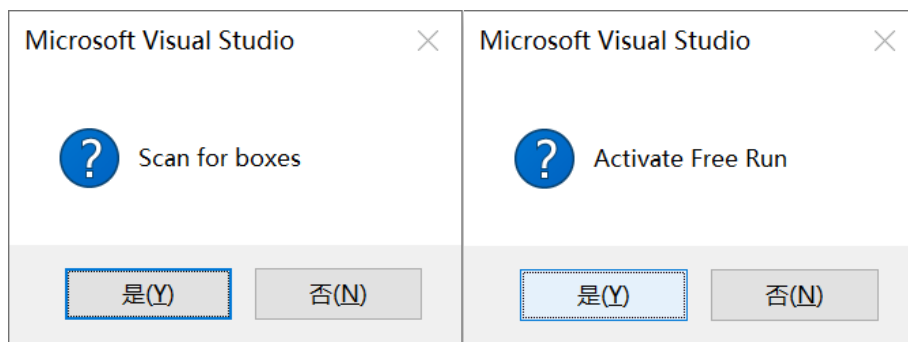 Microsoft Visual Studio
Scan for boxes
是(Y)
否(N)
Microsoft Visual Studio
Activate Free Run
是(Y)
否(N)